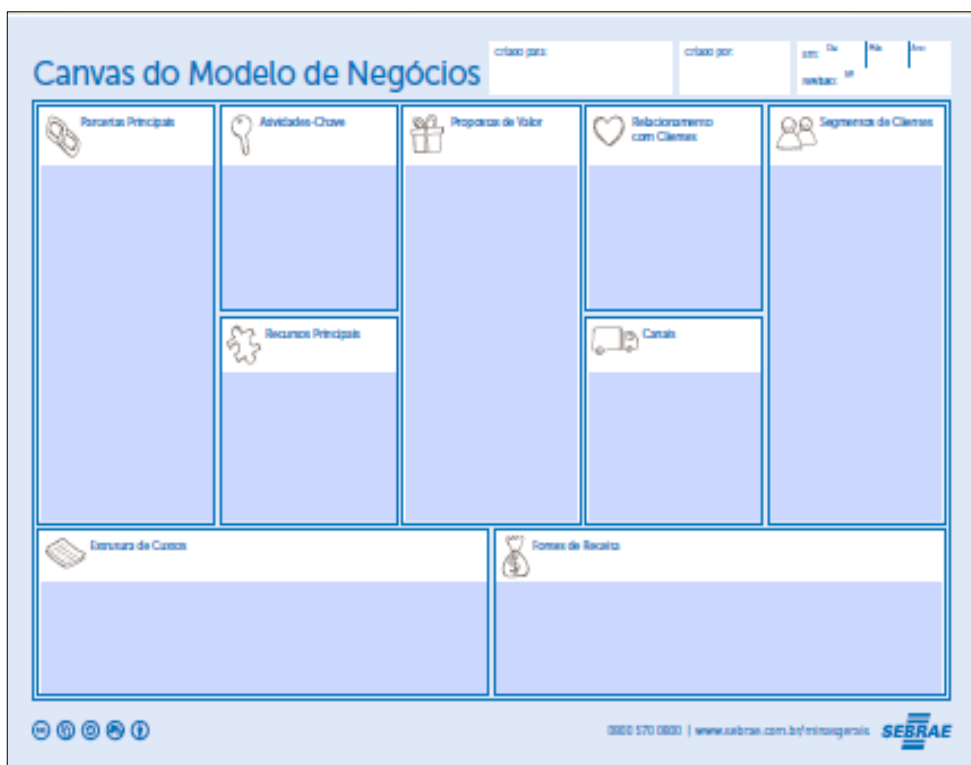 Canvas do Modelo de Negócios
criado para:
criado por:
em:
Dia
Mês
Ano
revisão:
Nº
Parcerias Principais
Atividades-Chave
Propostas de Valor
Relacionamento
com Clientes
Segmentos de Clientes
Recursos Principais
Canais
Estrutura de Custos
Fontes de Receita
0800 570 0800 | www.sebrae.com.br/minasgerais
SEBRAE